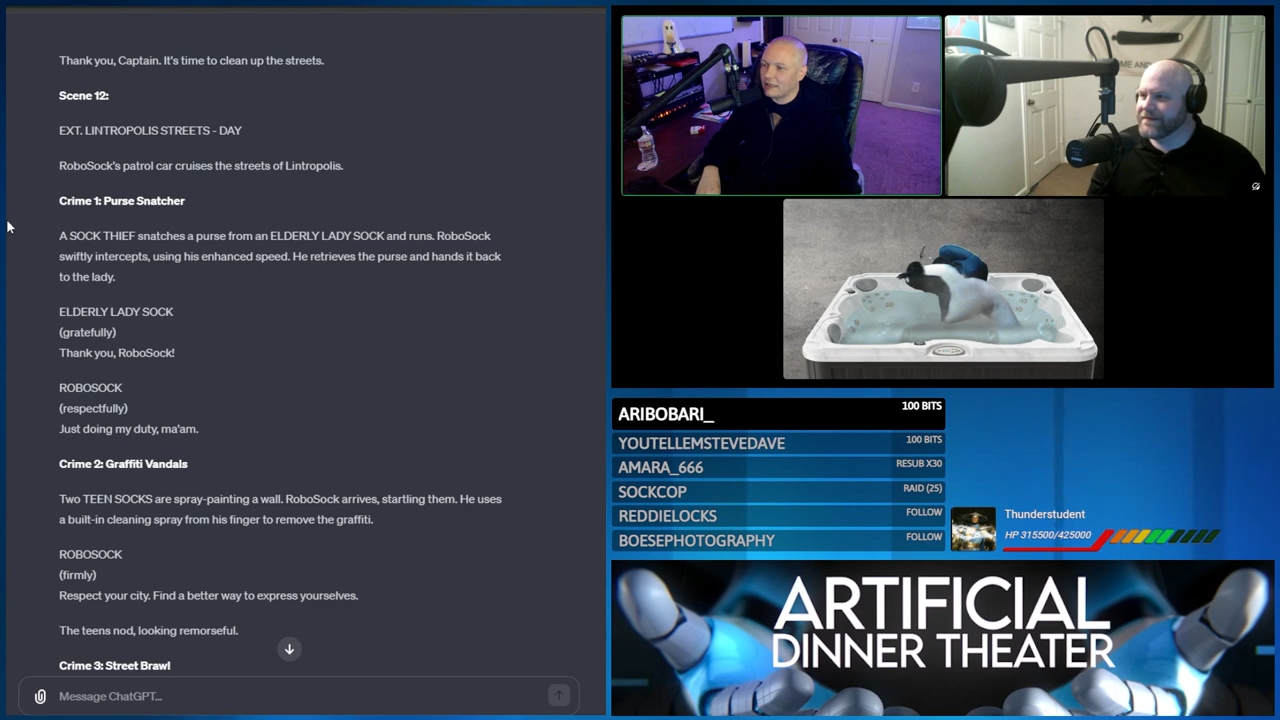 Thank you, Captain. It's time to clean up the streets.
Scene 12:
EXT. LINTROPOLIS STREETS - DAY
RoboSock's patrol car cruises the streets of Lintropolis.
Crime 1: Purse Snatcher
A SOCK THIEF snatches a purse from an ELDERLY LADY SOCK and runs. RoboSock
swiftly intercepts, using his enhanced speed. He retrieves the purse and hands it back
to the lady.
ELDERLY LADY SOCK
(gratefully)
Thank you, RoboSock!
ROBOSOCK
(respectfully)
Just doing my duty, ma'am.
Crime 2: Graffiti Vandals
Two TEEN SOCKS are spray-painting a wall. RoboSock arrives, startling them. He uses
a built-in cleaning spray from his finger to remove the graffiti.
ROBOSOCK
(firmly)
Respect your city. Find a better way to express yourselves.
The teens nod, looking remorseful.
Crime 3: Street Brawl
Message ChatGPT...
ARIBOBARI_ 100 BITS
YOUTELLEMSTEVEDAVE 100 BITS
AMARA_666 RESUB X30
SOCKCOP RAID (25)
REDDIELOCKS FOLLOW
BOESEPHOTOGRAPHY FOLLOW
Thunderstudent
HP 315500/425000
ARTIFICIAL
DINNER THEATER